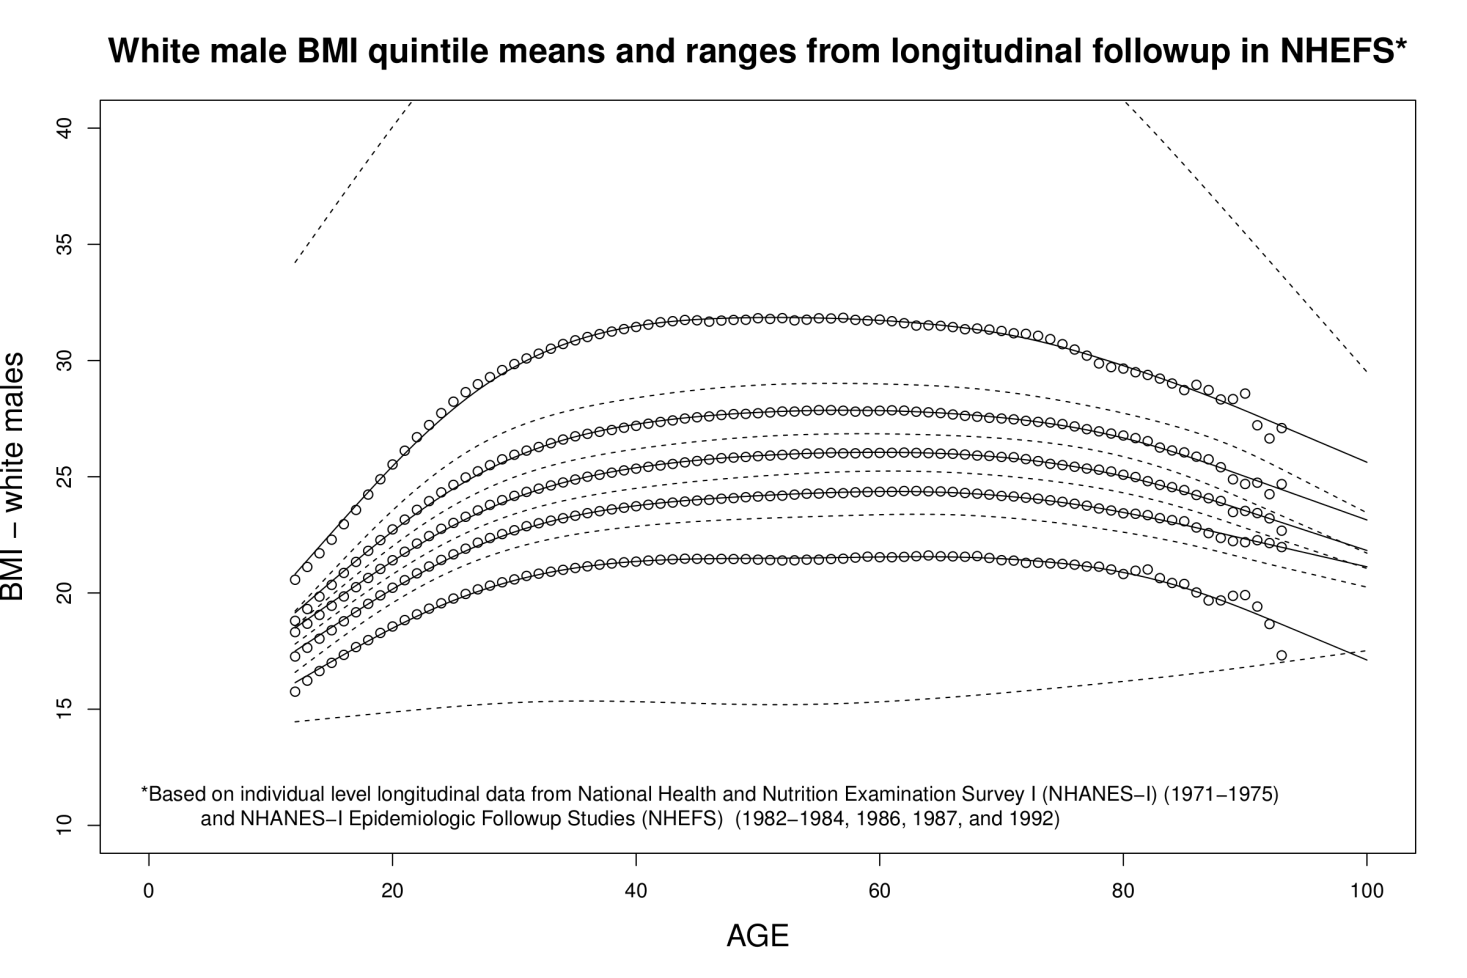 White male BMI quintile means and ranges from longitudinal followup in NHEFS*
BMI − white males
40
35
30
25
20
15
10
*Based on individual level longitudinal data from National Health and Nutrition Examination Survey I (NHANES−I) (1971−1975)
and NHANES−I Epidemiologic Followup Studies (NHEFS) (1982−1984, 1986, 1987, and 1992)
0 20 40 60 80 100
AGE